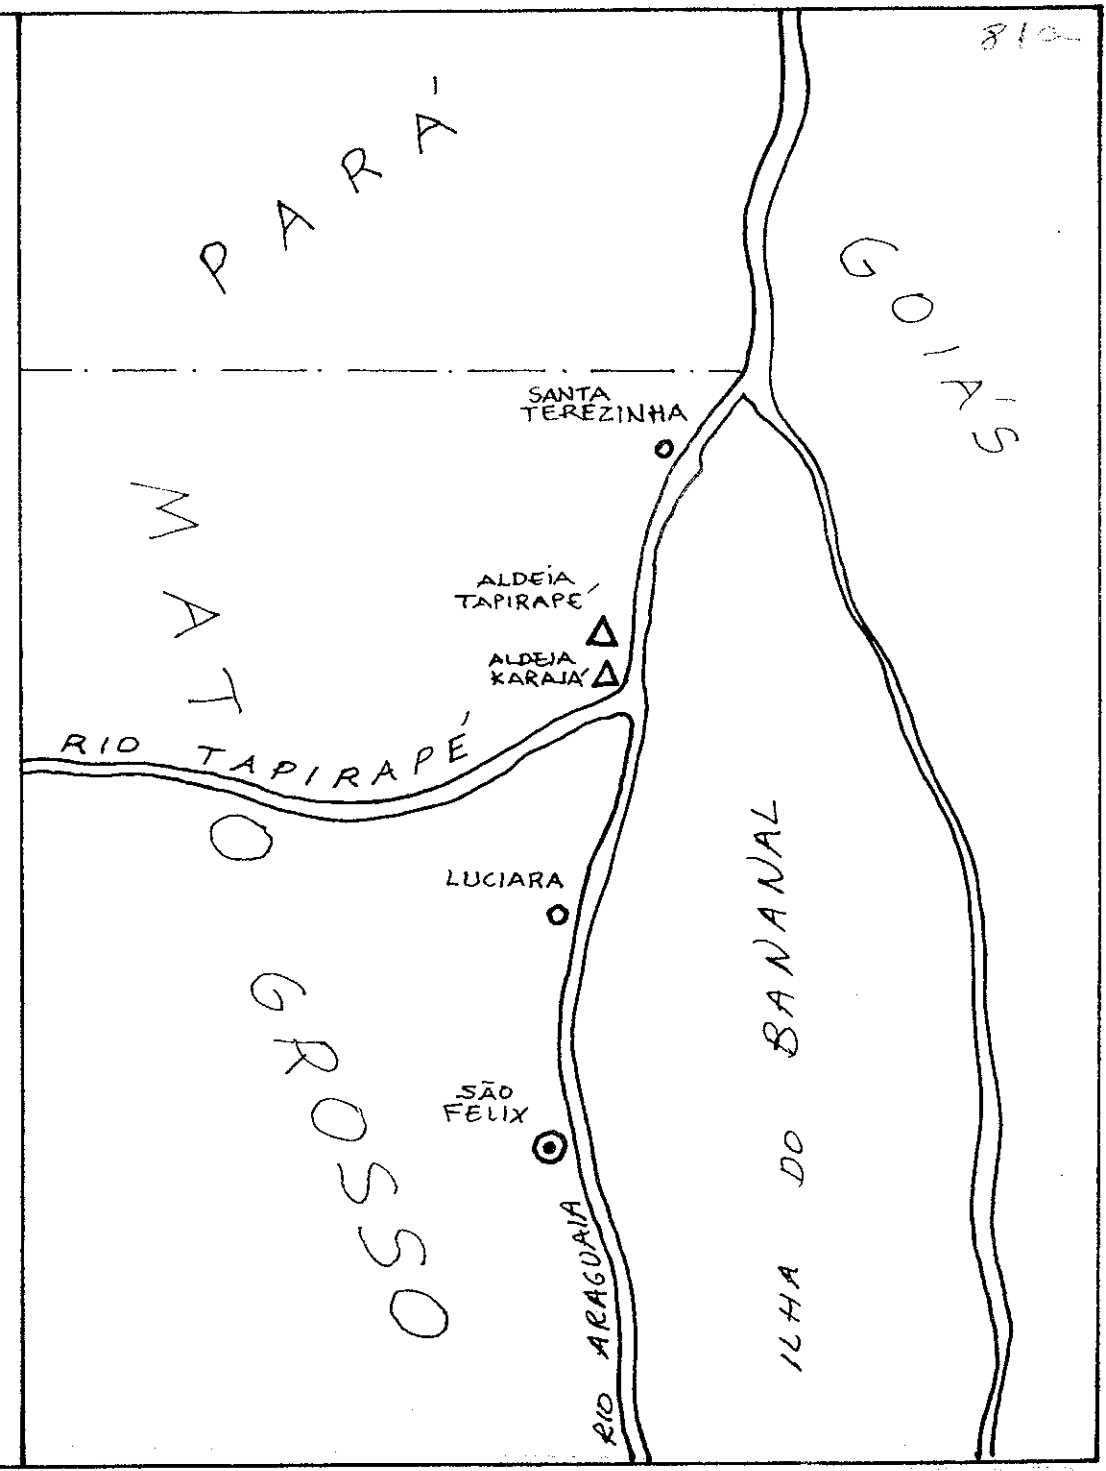 PARÁ
GOIÁS
SANTA
TEREZINHA
MATO GROSSO
ALDEIA
TAPIRAPÉ
ALDEIA
KARAJÁ
RIO TAPIRAPÉ
LUCIARA
SÃO
FELIX
RIO ARAGUAIA
ILHA DO BANANAL